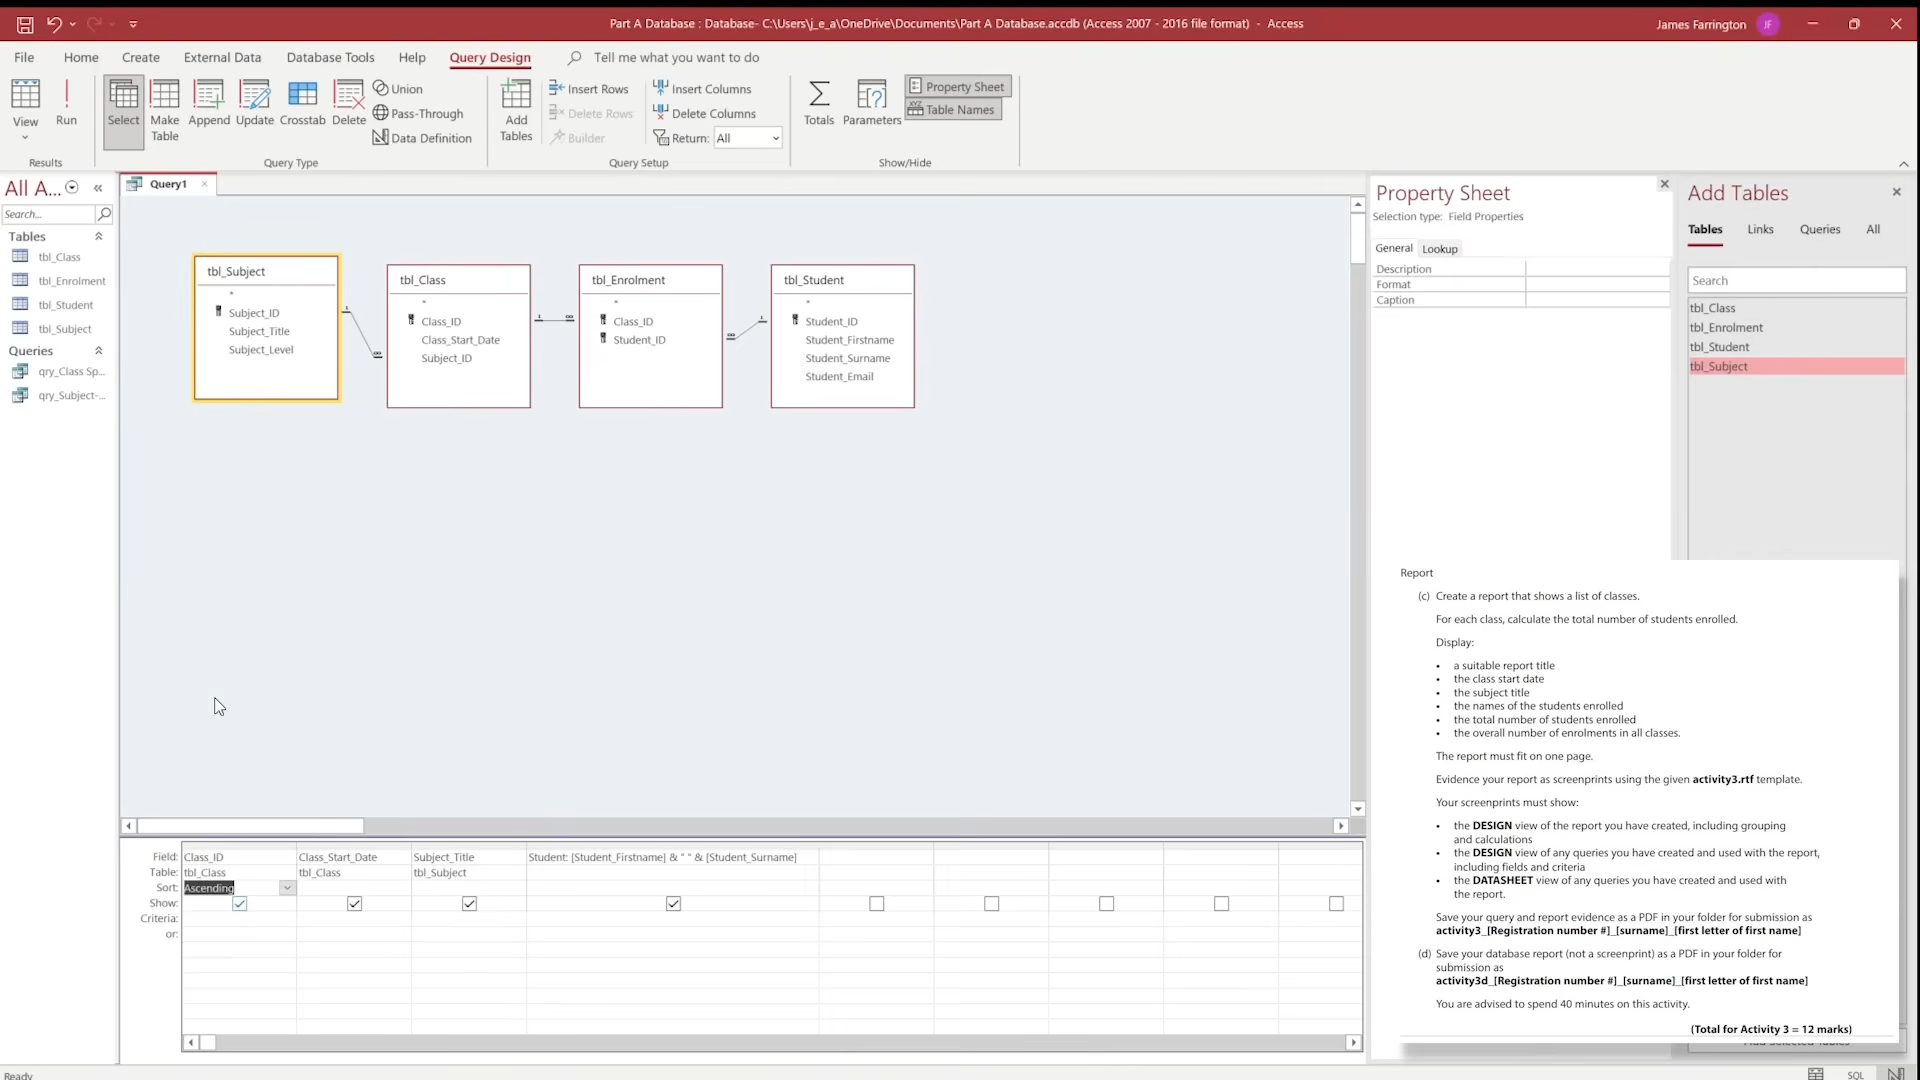 Part A Database : Database- C:\Users\j_e_a\OneDrive\Documents\Part A Database.accdb (Access 2007 - 2016 file format)  -  Access
James Farrington
JF
File
Home
Create
External Data
Database Tools
Help
Query Design
Tell me what you want to do
View
Run
Select
Make Table
Append
Update
Crosstab
Delete
Union
Pass-Through
Data Definition
Add Tables
Insert Rows
Delete Rows
Builder
Insert Columns
Delete Columns
Return: All
Totals
Parameters
Property Sheet
Table Names
Results
Query Type
Query Setup
Show/Hide
All A...
Search...
Tables
tbl_Class
tbl_Enrolment
tbl_Student
tbl_Subject
Queries
qry_Class Sp...
qry_Subject-...
Query1
tbl_Subject
*
Subject_ID
Subject_Title
Subject_Level
tbl_Class
*
Class_ID
Class_Start_Date
Subject_ID
tbl_Enrolment
*
Class_ID
Student_ID
tbl_Student
*
Student_ID
Student_Firstname
Student_Surname
Student_Email
Field: Class_ID Class_Start_Date Subject_Title Student: [Student_Firstname] & " " & [Student_Surname]
Table: tbl_Class tbl_Class tbl_Subject
Sort: Ascending
Show:
Criteria:
or:
Property Sheet
Selection type: Field Properties
General Lookup
Description
Format
Caption
Add Tables
Tables Links Queries All
Search
tbl_Class
tbl_Enrolment
tbl_Student
tbl_Subject
Report
(c) Create a report that shows a list of classes.
For each class, calculate the total number of students enrolled.
Display:
• a suitable report title
• the class start date
• the subject title
• the names of the students enrolled
• the total number of students enrolled
• the overall number of enrolments in all classes.
The report must fit on one page.
Evidence your report as screenprints using the given activity3.rtf template.
Your screenprints must show:
• the DESIGN view of the report you have created, including grouping
and calculations
• the DESIGN view of any queries you have created and used with the report,
including fields and criteria
• the DATASHEET view of any queries you have created and used with
the report.
Save your query and report evidence as a PDF in your folder for submission as
activity3_[Registration number #]_[surname]_[first letter of first name]
(d) Save your database report (not a screenprint) as a PDF in your folder for
submission as
activity3d_[Registration number #]_[surname]_[first letter of first name]
You are advised to spend 40 minutes on this activity.
(Total for Activity 3 = 12 marks)
Add Selected Tables
Ready
SQL